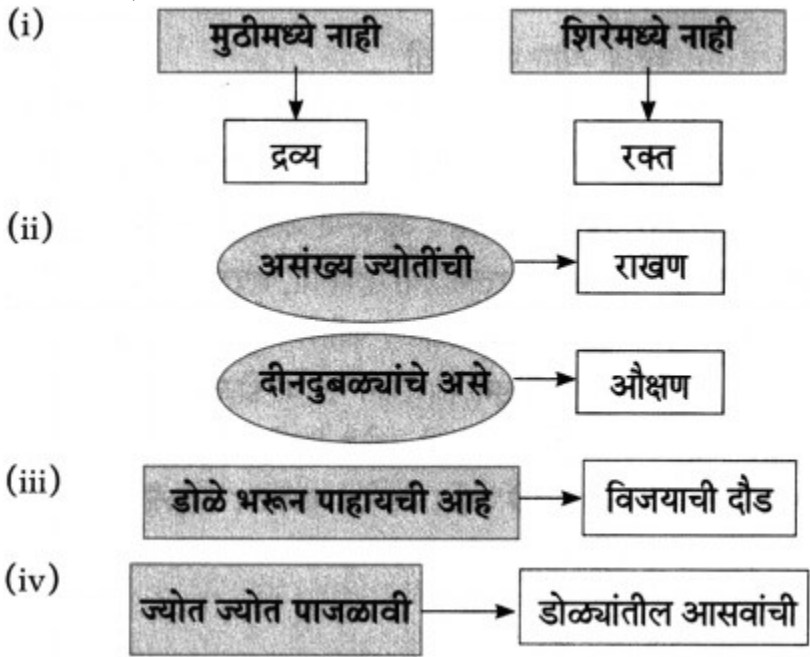 (i) मुठीमध्ये नाही शिरेमध्ये नाही
द्रव्य रक्त
(ii) असंख्य ज्योतींची राखण
दीनदुबळ्यांचे असे औक्षण
(iii) डोळे भरून पाहायची आहे विजयाची दौड
(iv) ज्योत ज्योत पाजळावी डोळ्यांतील आसवांची